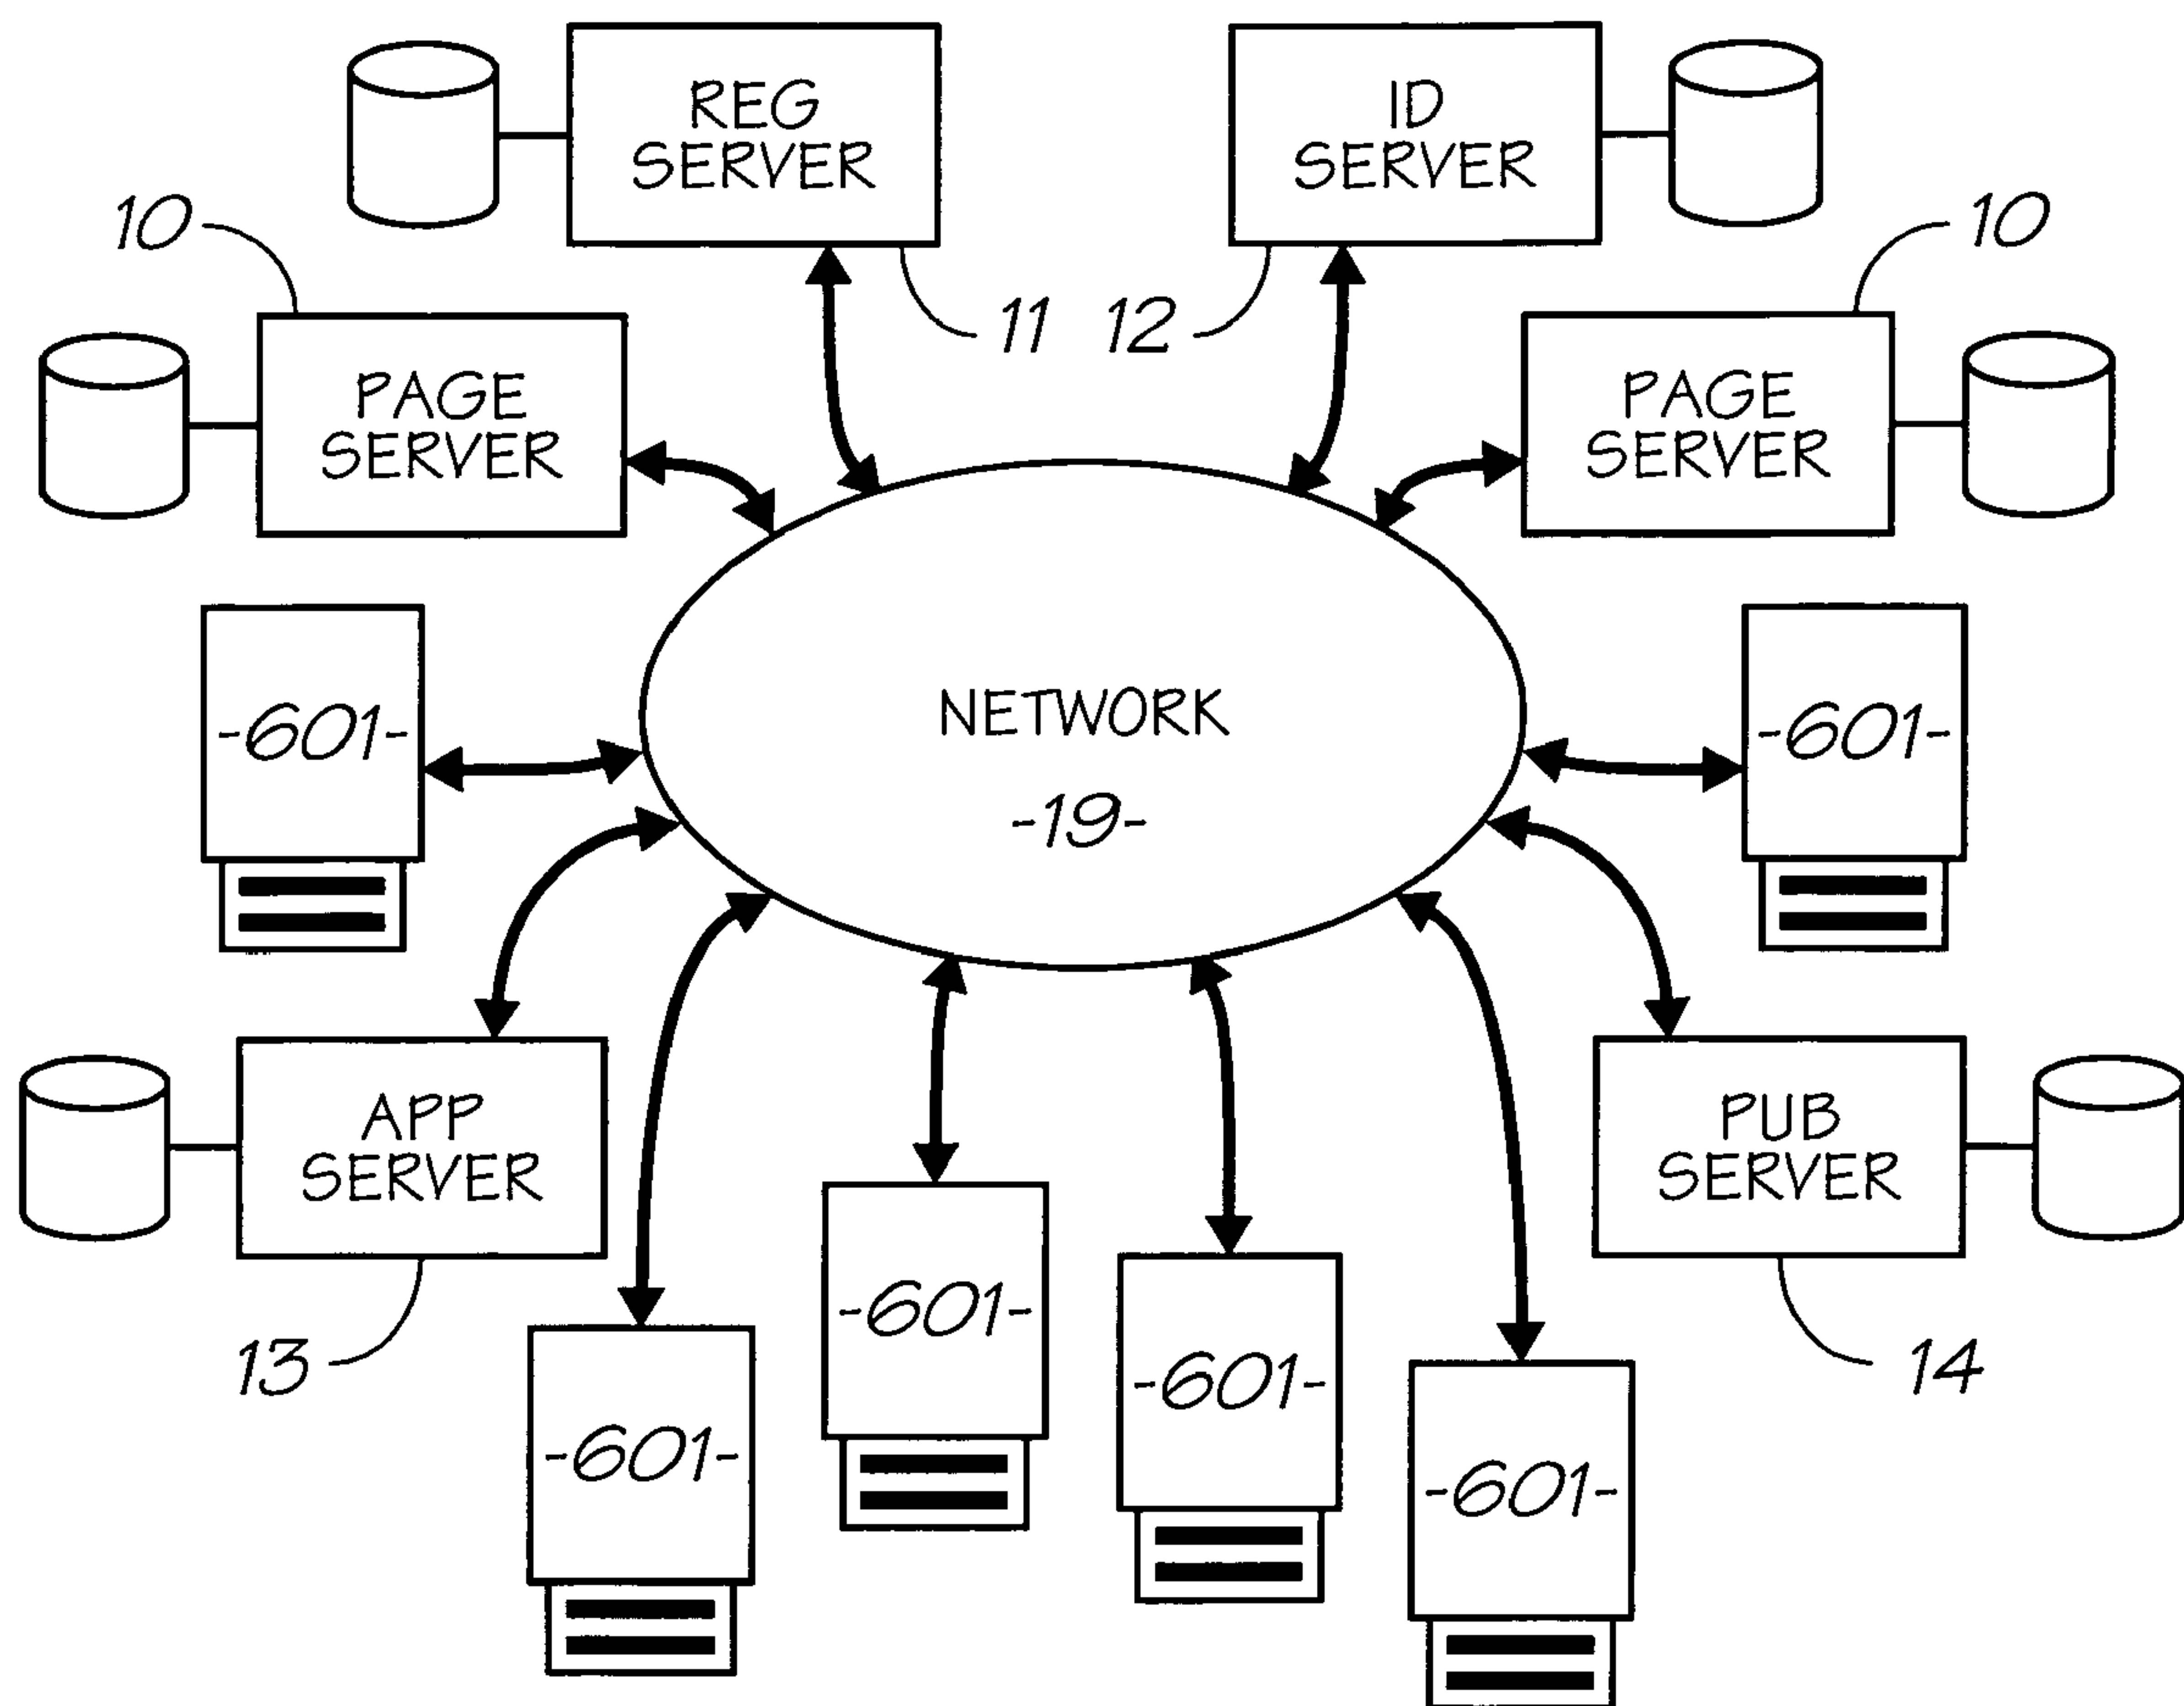 REG
SERVER
ID
SERVER
10
10
11
12
PAGE
SERVER
PAGE
SERVER
-601-
NETWORK
-19-
-601-
APP
SERVER
PUB
SERVER
13
-601-
-601-
-601-
-601-
14